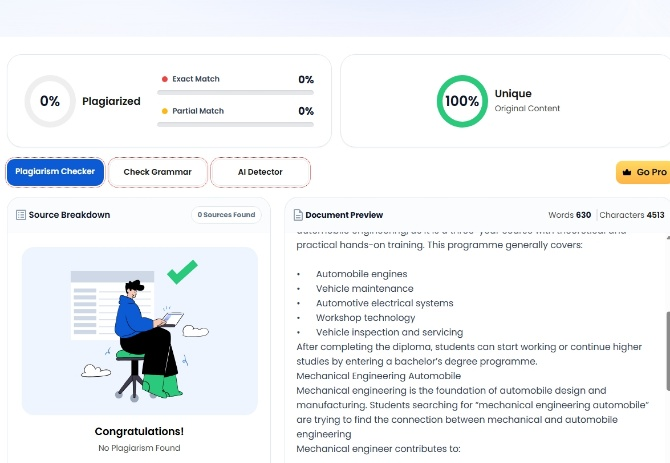 0%
Plagiarized
Exact Match 0%
Partial Match 0%
100%
Unique
Original Content
Plagiarism Checker
Check Grammar
AI Detector
Go Pro
Source Breakdown
0 Sources Found
Congratulations!
No Plagiarism Found
Document Preview
Words 630 Characters 4513
practical hands-on training. This programme generally covers:
• Automobile engines
• Vehicle maintenance
• Automotive electrical systems
• Workshop technology
• Vehicle inspection and servicing
After completing the diploma, students can start working or continue higher
studies by entering a bachelor's degree programme.
Mechanical Engineering Automobile
Mechanical engineering is the foundation of automobile design and
manufacturing. Students searching for "mechanical engineering automobile"
are trying to find the connection between mechanical and automobile
engineering
Mechanical engineer contributes to: